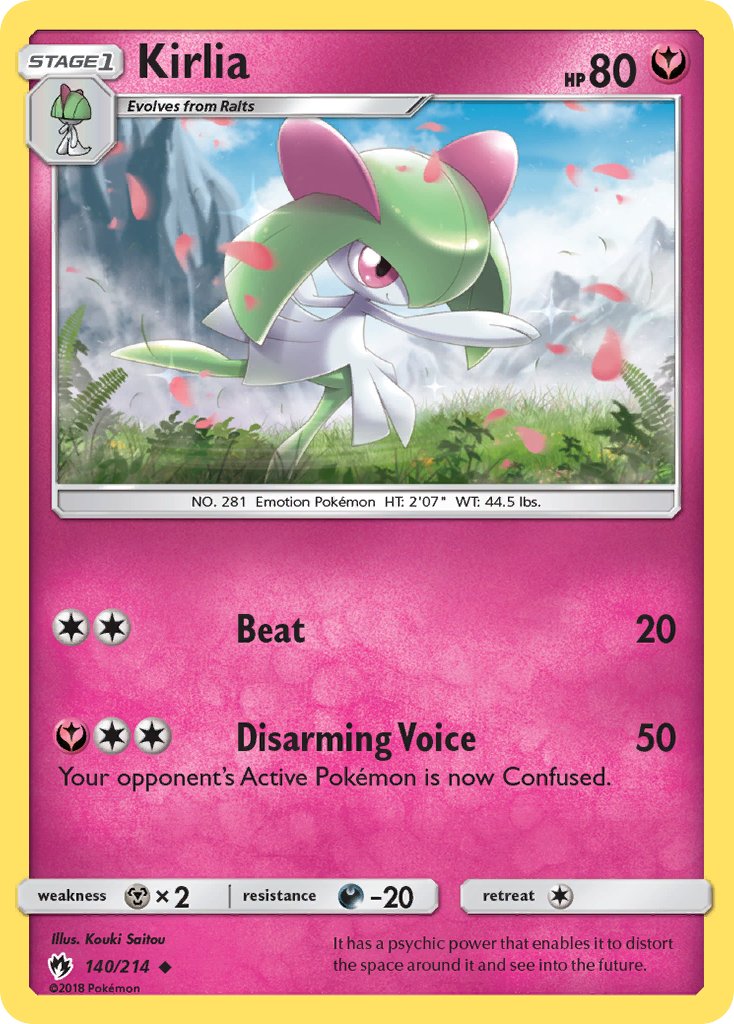 STAGE1 Kirlia HP80
Evolves from Ralts
NO. 281 Emotion Pokémon HT: 2'07" WT: 44.5 lbs.
Beat 20
Disarming Voice 50
Your opponent's Active Pokémon is now Confused.
weakness ×2 resistance -20 retreat
Illus. Kouki Saitou
140/214 ◆
©2018 Pokémon
It has a psychic power that enables it to distort
the space around it and see into the future.